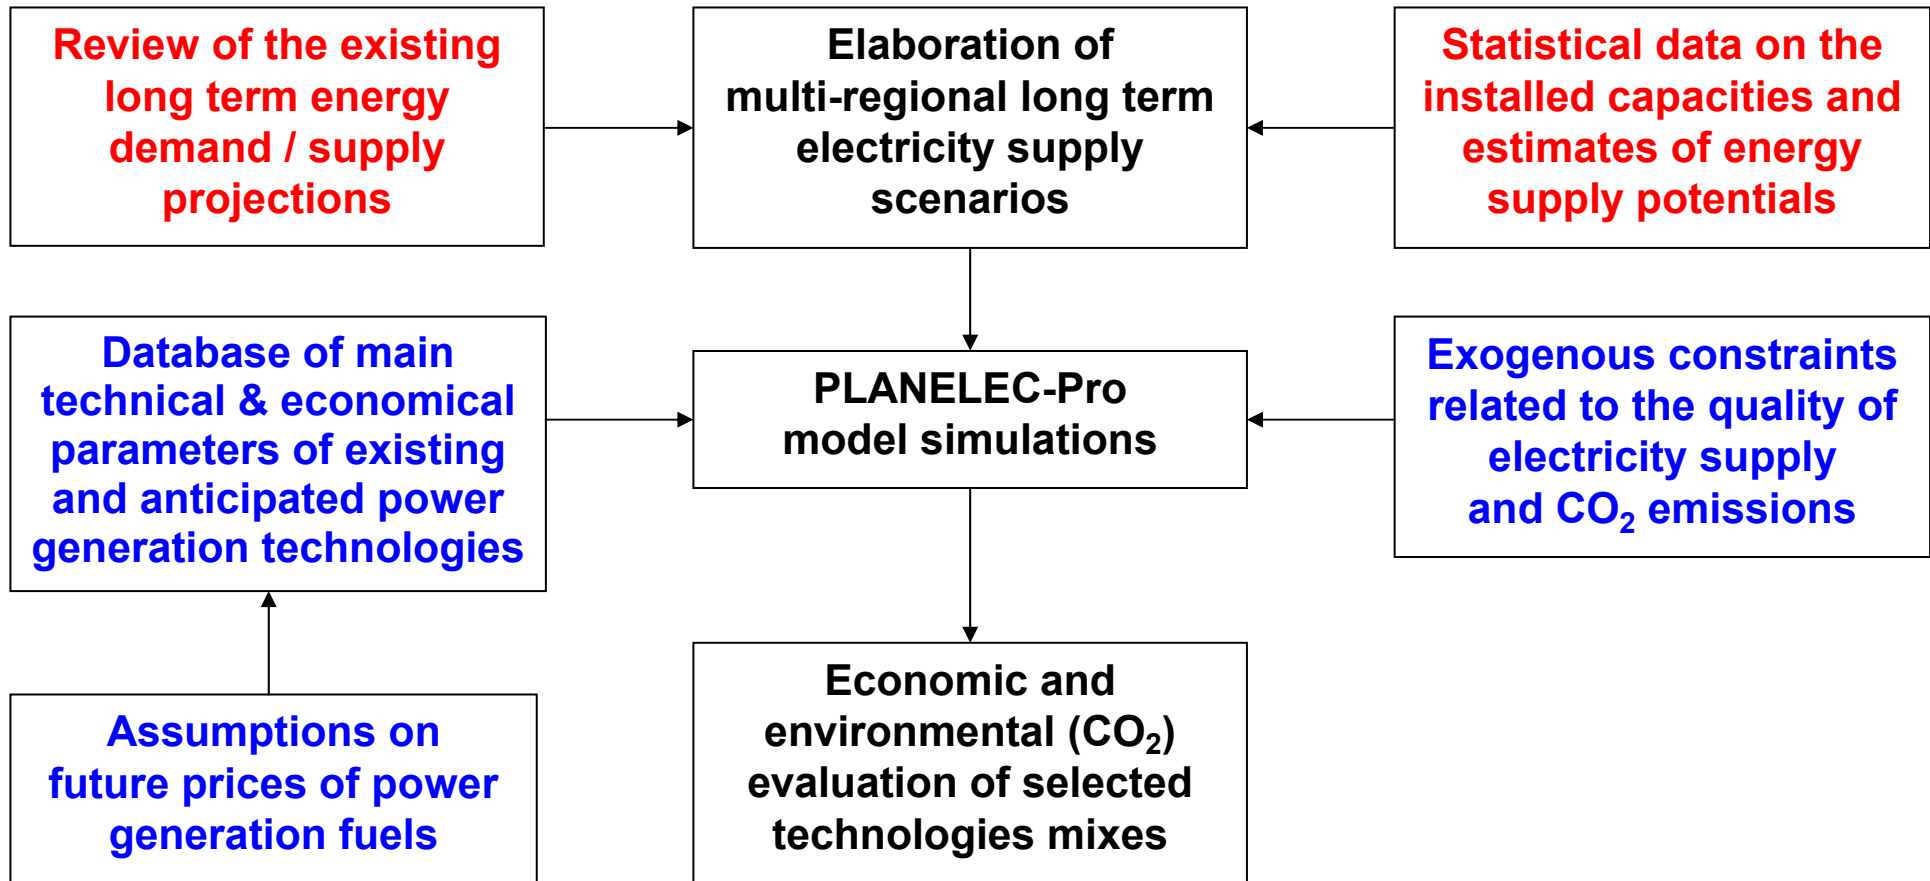 Review of the existing
long term energy
demand / supply
projections
Elaboration of
multi-regional long term
electricity supply
scenarios
Statistical data on the
installed capacities and
estimates of energy
supply potentials
Database of main
technical & economical
parameters of existing
and anticipated power
generation technologies
PLANELEC-Pro
model simulations
Exogenous constraints
related to the quality of
electricity supply
and CO₂ emissions
Assumptions on
future prices of power
generation fuels
Economic and
environmental (CO₂)
evaluation of selected
technologies mixes